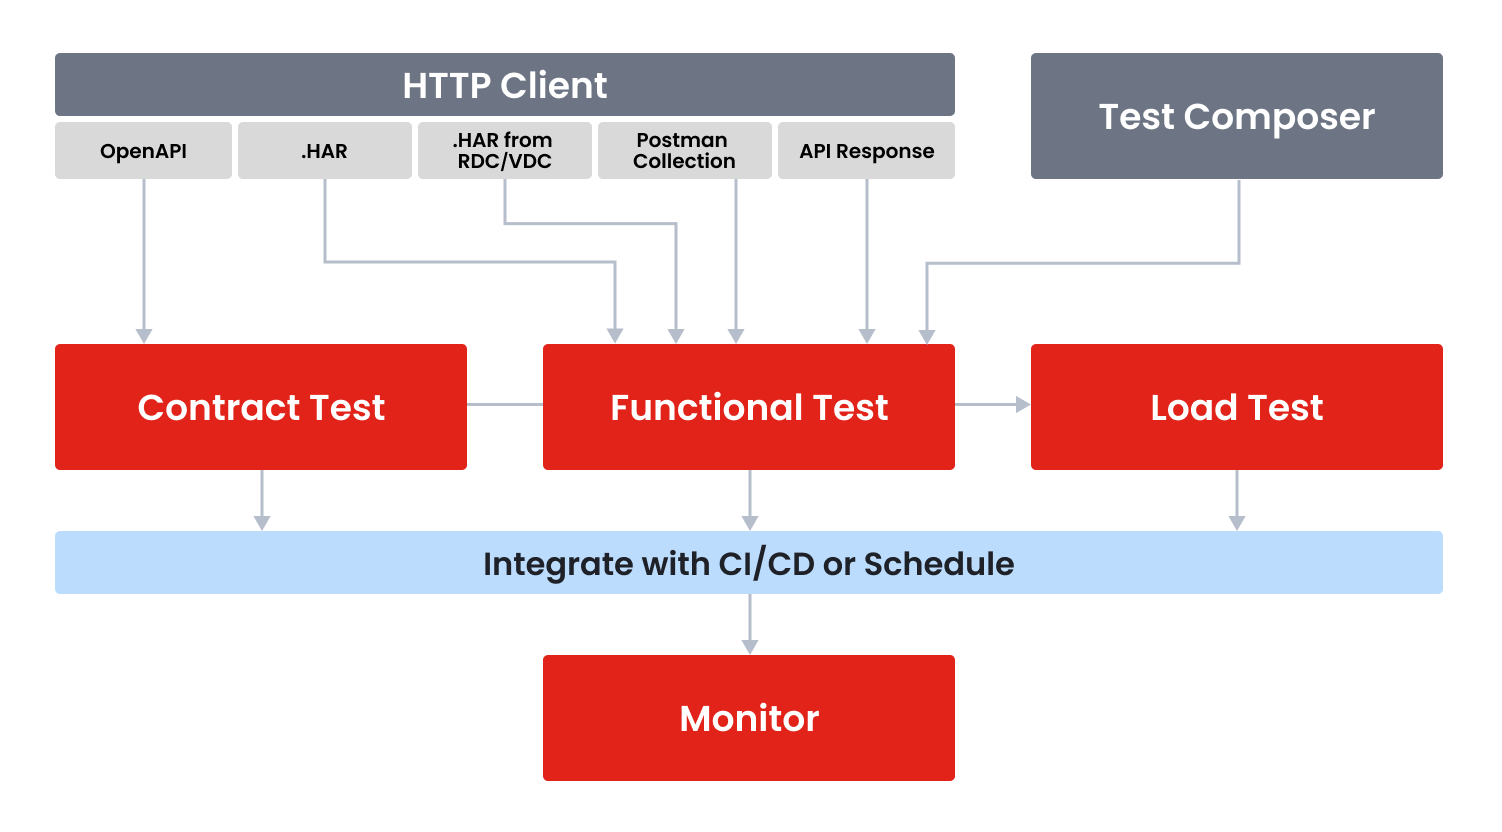 HTTP Client
Test Composer
OpenAPI
.HAR
.HAR from
RDC/VDC
Postman
Collection
API Response
Contract Test
Functional Test
Load Test
Integrate with CI/CD or Schedule
Monitor